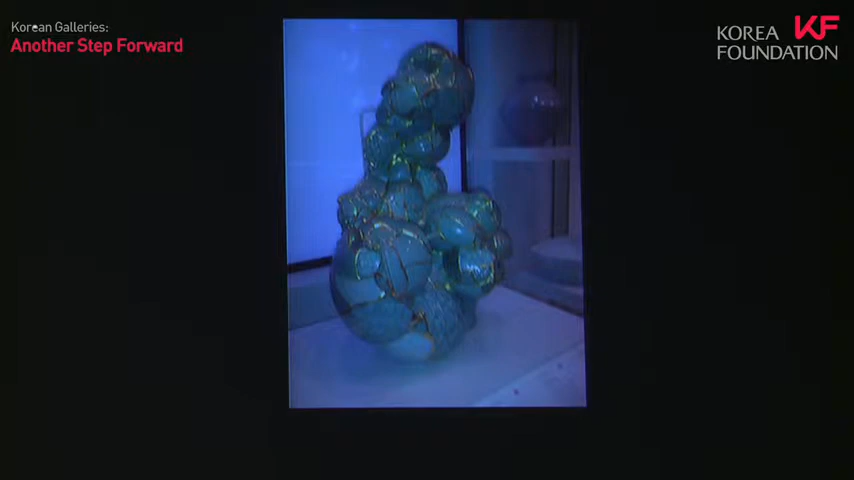 Korean Galleries:
Another Step Forward
KOREA KF
FOUNDATION